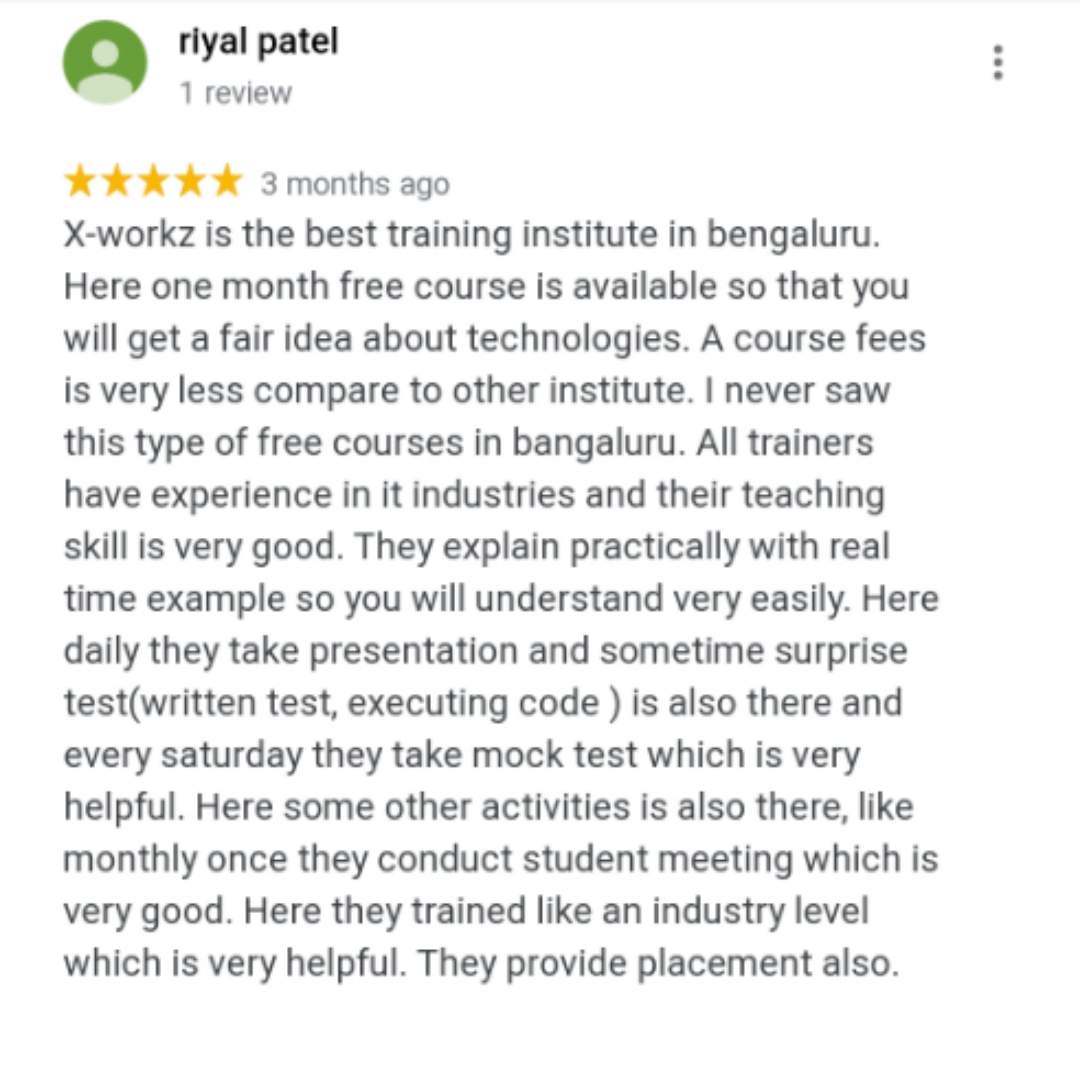 riyal patel
1 review
3 months ago
X-workz is the best training institute in bengaluru.
Here one month free course is available so that you
will get a fair idea about technologies. A course fees
is very less compare to other institute. I never saw
this type of free courses in bangaluru. All trainers
have experience in it industries and their teaching
skill is very good. They explain practically with real
time example so you will understand very easily. Here
daily they take presentation and sometime surprise
test(written test, executing code ) is also there and
every saturday they take mock test which is very
helpful. Here some other activities is also there, like
monthly once they conduct student meeting which is
very good. Here they trained like an industry level
which is very helpful. They provide placement also.